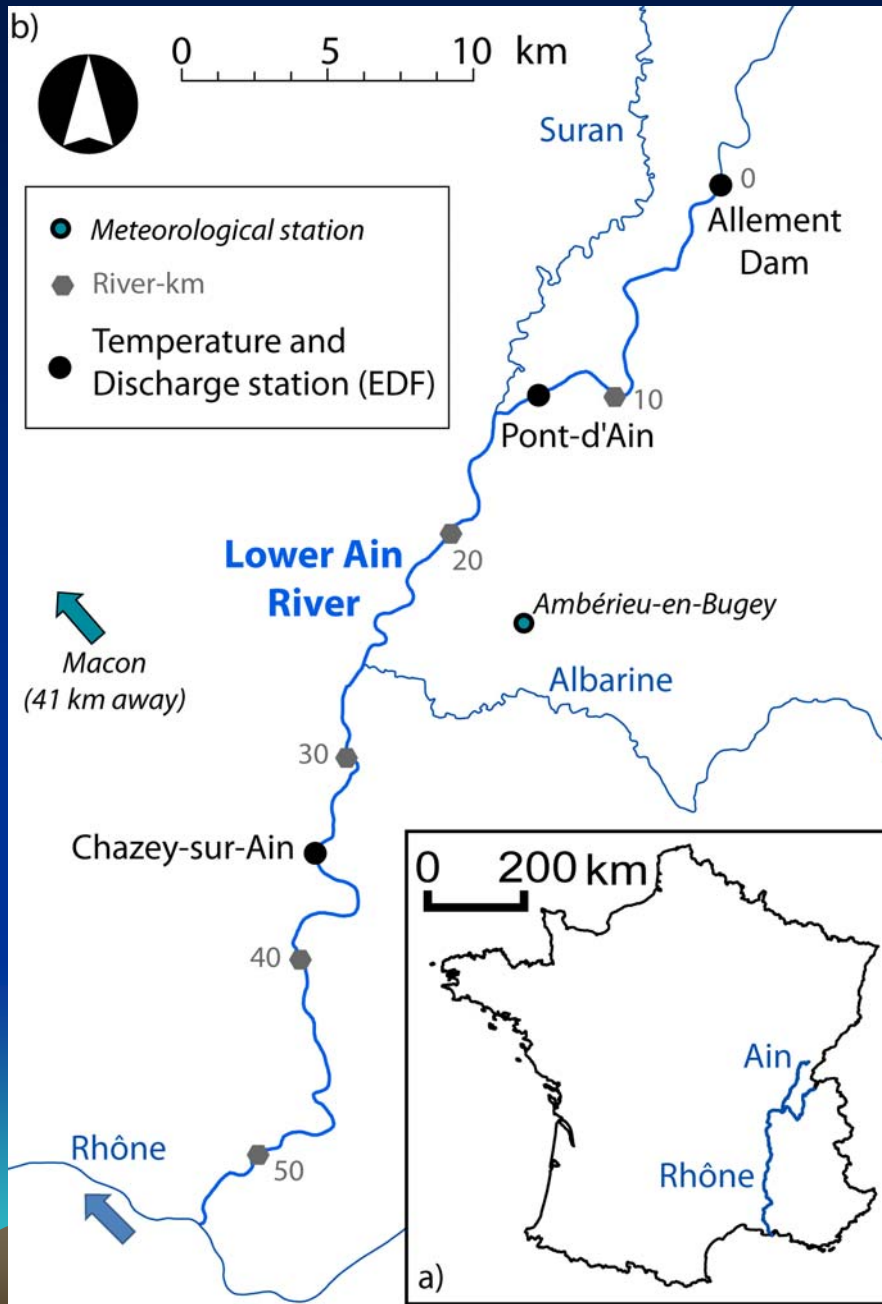 b)
0 5 10 km
Suran
0
Allement
Dam
Meteorological station
River-km
Temperature and
Discharge station (EDF)
10
Pont-d'Ain
Lower Ain
River
20
Ambérieu-en-Bugey
Macon
(41 km away)
Albarine
30
Chazey-sur-Ain
0 200 km
40
Ain
Rhône
50
Rhône
a)